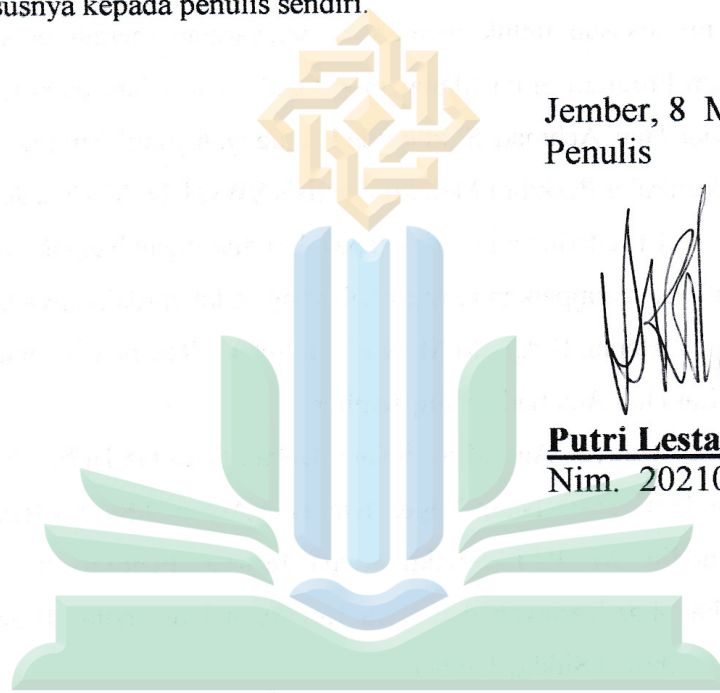 susnya kepada penulis sendiri.
Jember, 8 M
Penulis
Putri Lesta
Nim. 20210